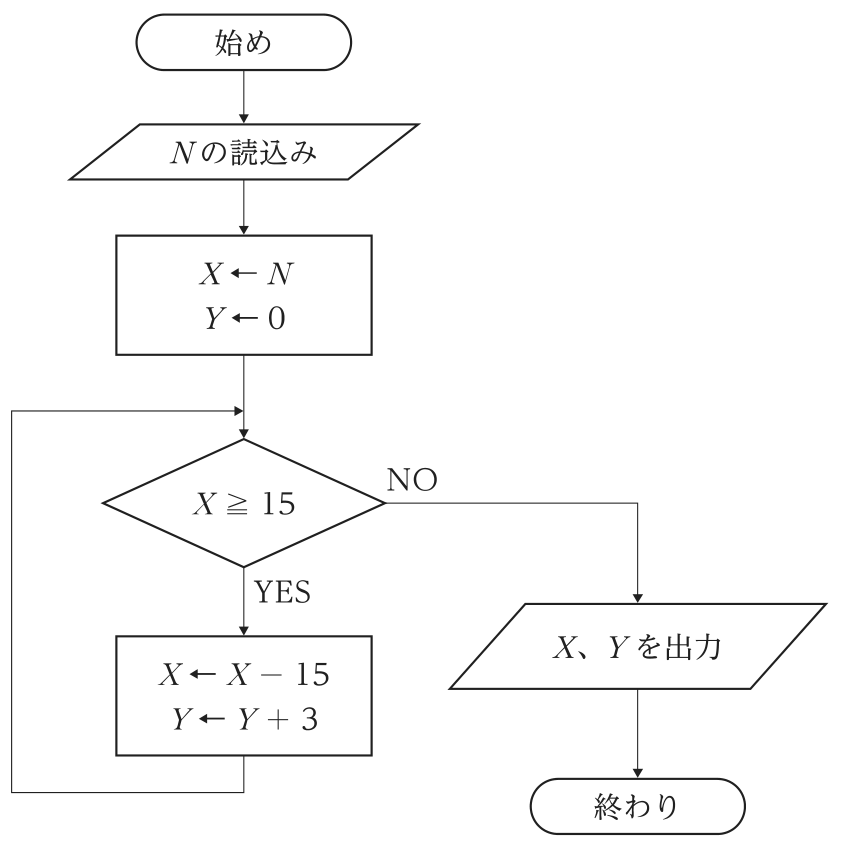 始め
Nの読込み
X ← N
Y ← 0
X ≧ 15
NO
YES
X ← X − 15
Y ← Y + 3
X、Yを出力
終わり